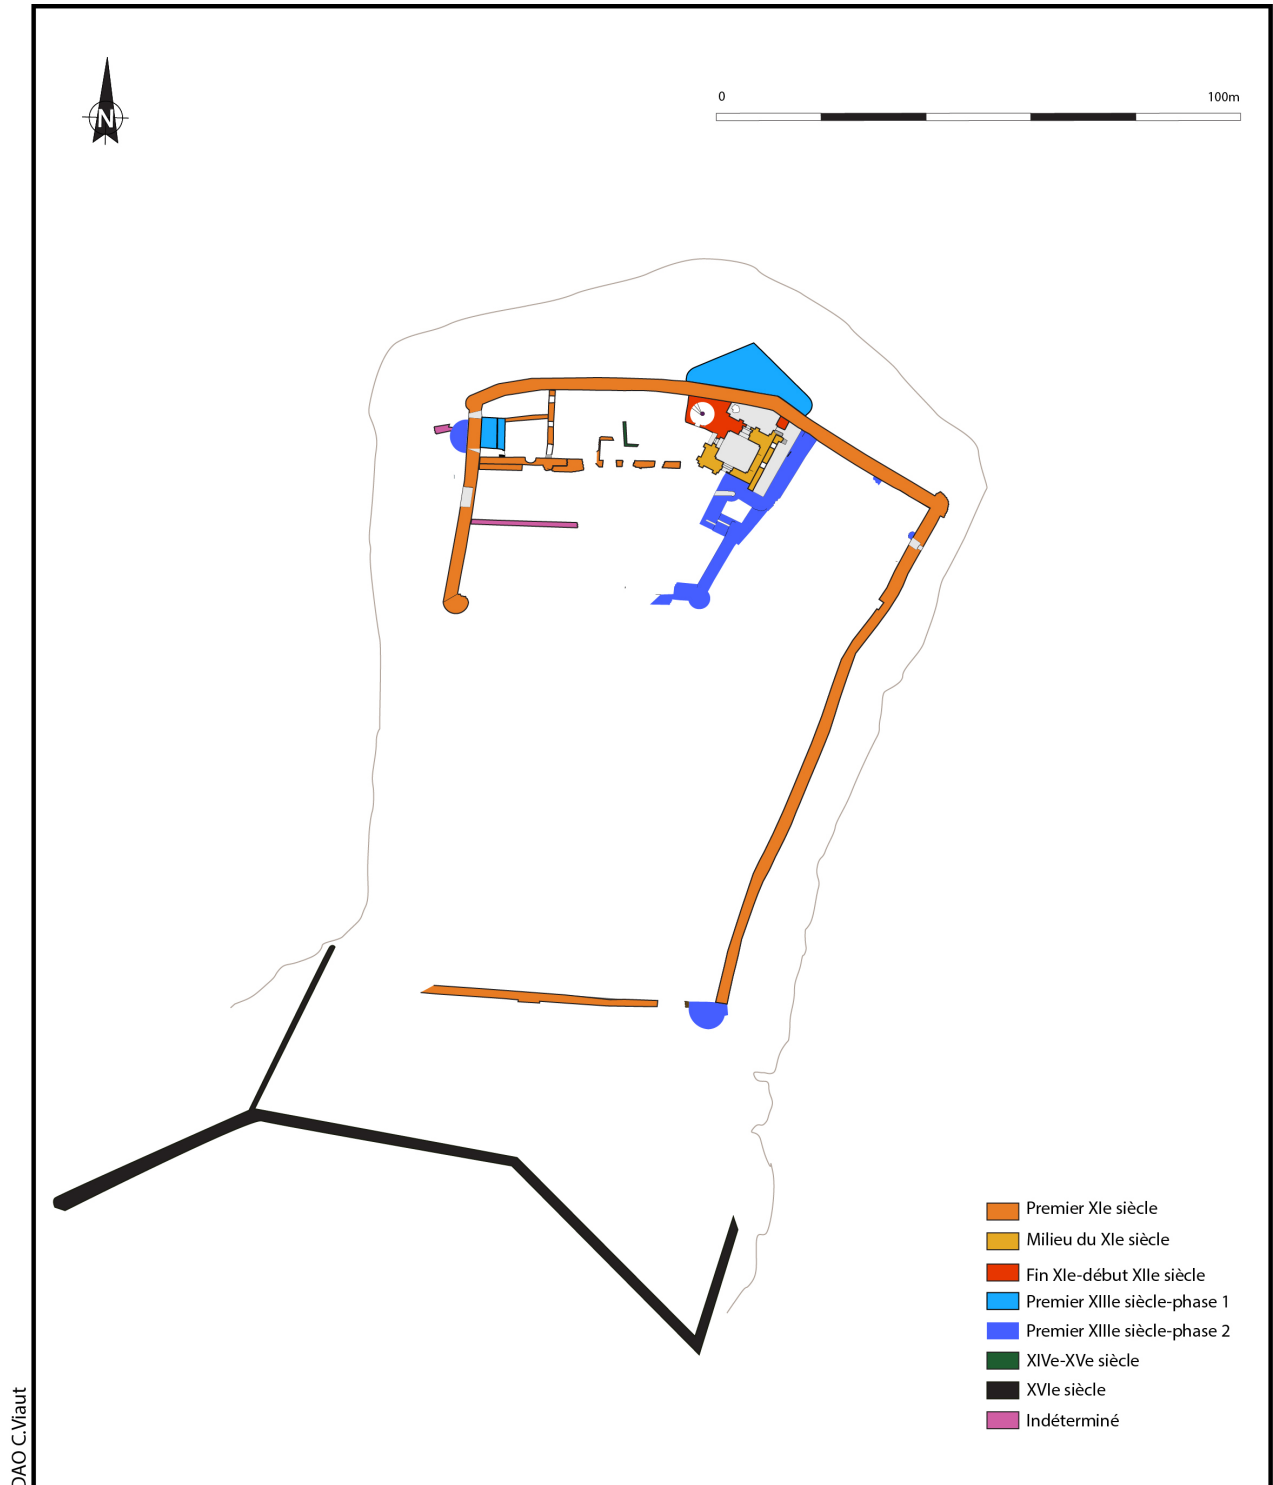 N
0
100m
Premier XIe siècle
Milieu du XIe siècle
Fin XIe-début XIIe siècle
Premier XIIIe siècle-phase 1
Premier XIIIe siècle-phase 2
XIVe-XVe siècle
XVIe siècle
Indéterminé
DAO C.Viaut